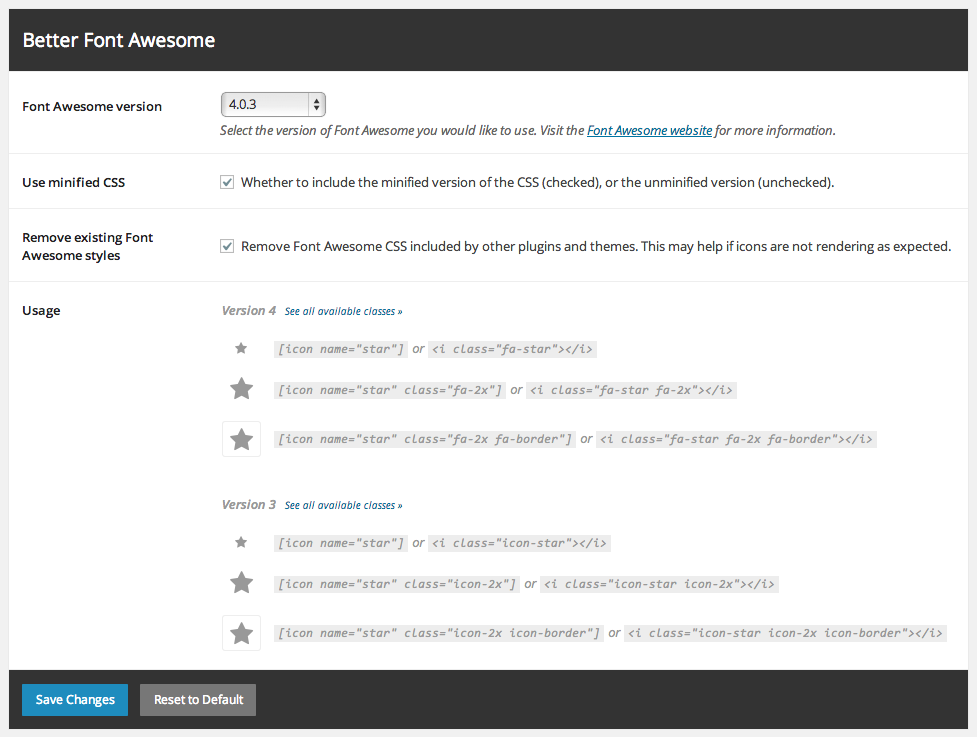 Better Font Awesome
Font Awesome version
4.0.3
Select the version of Font Awesome you would like to use. Visit the Font Awesome website for more information.
Use minified CSS
Whether to include the minified version of the CSS (checked), or the unminified version (unchecked).
Remove existing Font
Awesome styles
Remove Font Awesome CSS included by other plugins and themes. This may help if icons are not rendering as expected.
Usage
Version 4 See all available classes »
[icon name="star"] or <i class="fa-star"></i>
[icon name="star" class="fa-2x"] or <i class="fa-star fa-2x"></i>
[icon name="star" class="fa-2x fa-border"] or <i class="fa-star fa-2x fa-border"></i>
Version 3 See all available classes »
[icon name="star"] or <i class="icon-star"></i>
[icon name="star" class="icon-2x"] or <i class="icon-star icon-2x"></i>
[icon name="star" class="icon-2x icon-border"] or <i class="icon-star icon-2x icon-border"></i>
Save Changes
Reset to Default